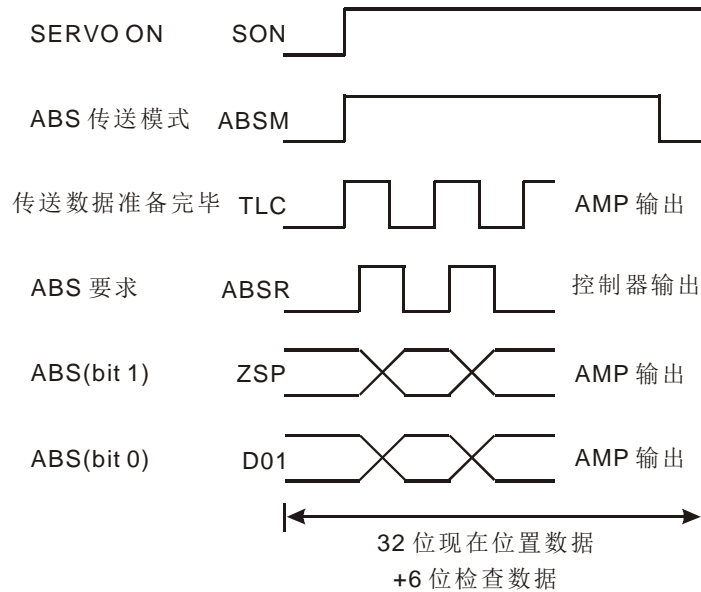 SERVO ON SON
ABS 传送模式 ABSM
传送数据准备完毕 TLC AMP 输出
ABS 要求 ABSR 控制器输出
ABS(bit 1) ZSP AMP 输出
ABS(bit 0) D01 AMP 输出
32 位现在位置数据
+6 位检查数据